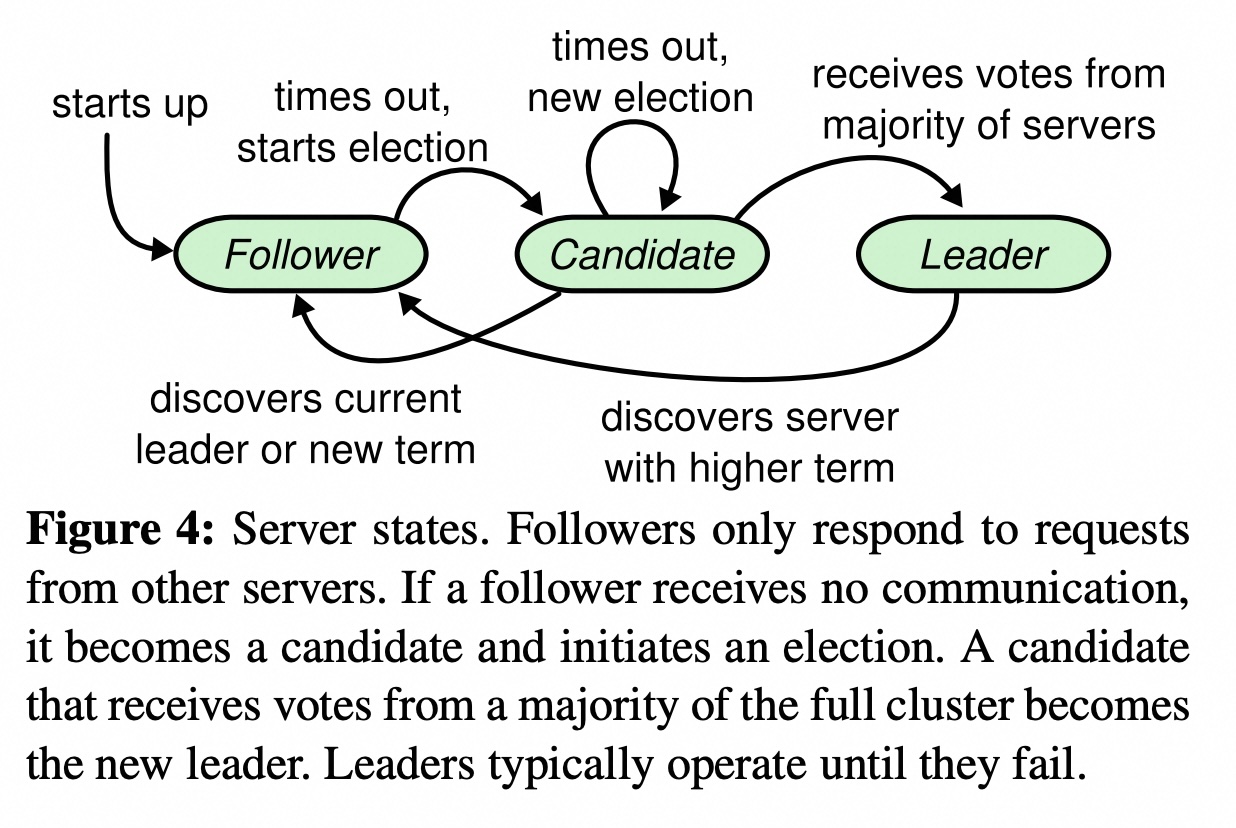 starts up
times out,
starts election
times out,
new election
receives votes from
majority of servers
Follower
Candidate
Leader
discovers current
leader or new term
discovers server
with higher term
Figure 4: Server states. Followers only respond to requests
from other servers. If a follower receives no communication,
it becomes a candidate and initiates an election. A candidate
that receives votes from a majority of the full cluster becomes
the new leader. Leaders typically operate until they fail.